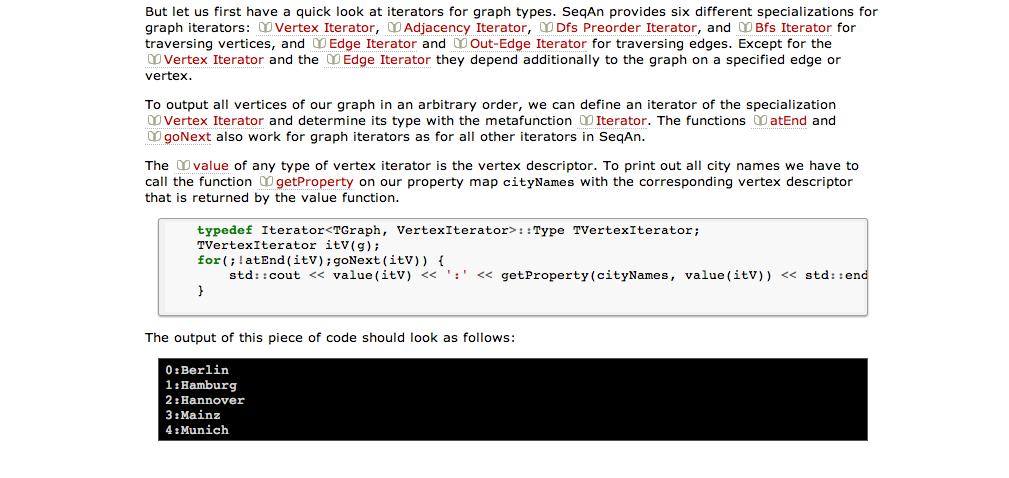 But let us first have a quick look at iterators for graph types. SeqAn provides six different specializations for
graph iterators: Vertex Iterator, Adjacency Iterator, Dfs Preorder Iterator, and Bfs Iterator for
traversing vertices, and Edge Iterator and Out-Edge Iterator for traversing edges. Except for the
Vertex Iterator and the Edge Iterator they depend additionally to the graph on a specified edge or
vertex.
To output all vertices of our graph in an arbitrary order, we can define an iterator of the specialization
Vertex Iterator and determine its type with the metafunction Iterator. The functions atEnd and
goNext also work for graph iterators as for all other iterators in SeqAn.
The value of any type of vertex iterator is the vertex descriptor. To print out all city names we have to
call the function getProperty on our property map cityNames with the corresponding vertex descriptor
that is returned by the value function.
typedef Iterator<TGraph, VertexIterator>::Type TVertexIterator;
TVertexIterator itV(g);
for(;!atEnd(itV);goNext(itV)) {
std::cout << value(itV) << ':' << getProperty(cityNames, value(itV)) << std::end
}
The output of this piece of code should look as follows:
0:Berlin
1:Hamburg
2:Hannover
3:Mainz
4:Munich